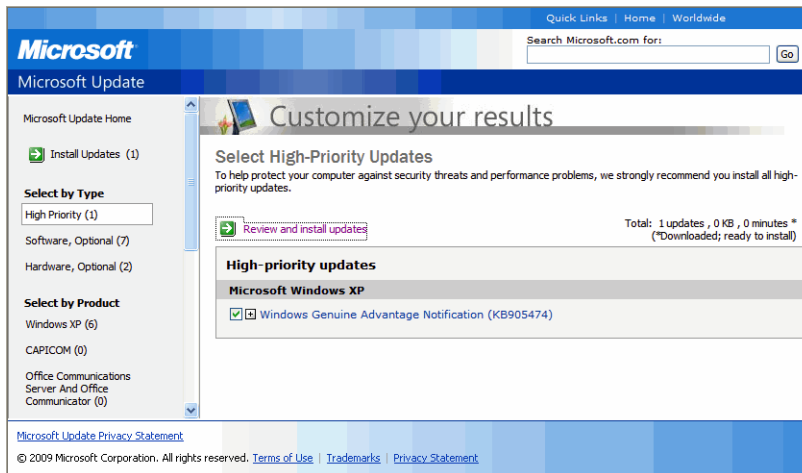 Quick Links | Home | Worldwide
Microsoft
Search Microsoft.com for:
Go
Microsoft Update
Microsoft Update Home
Install Updates (1)
Select by Type
High Priority (1)
Software, Optional (7)
Hardware, Optional (2)
Select by Product
Windows XP (6)
CAPICOM (0)
Office Communications
Server And Office
Communicator (0)
Customize your results
Select High-Priority Updates
To help protect your computer against security threats and performance problems, we strongly recommend you install all high-
priority updates.
Review and install updates
Total: 1 updates , 0 KB , 0 minutes *
(*Downloaded; ready to install)
High-priority updates
Microsoft Windows XP
Windows Genuine Advantage Notification (KB905474)
Microsoft Update Privacy Statement
© 2009 Microsoft Corporation. All rights reserved. Terms of Use | Trademarks | Privacy Statement